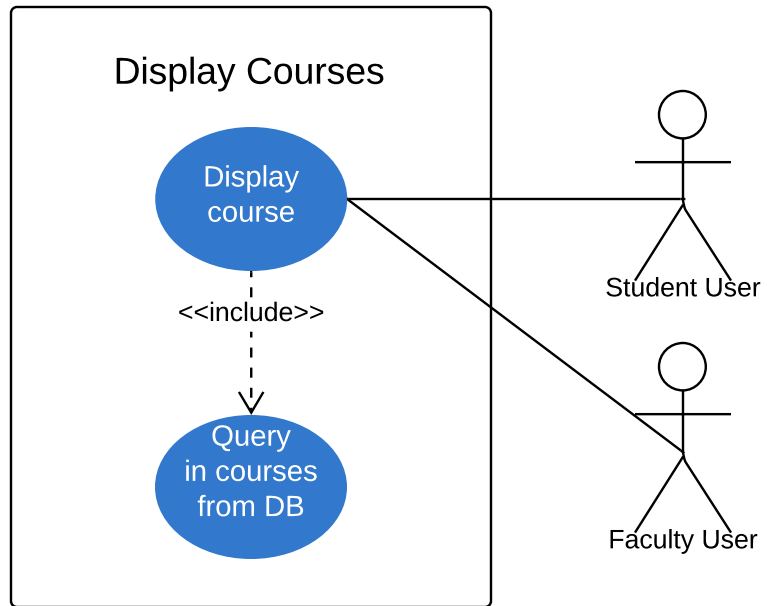 Display Courses
Display
course
<<include>>
Student User
Query
in courses
from DB
Faculty User